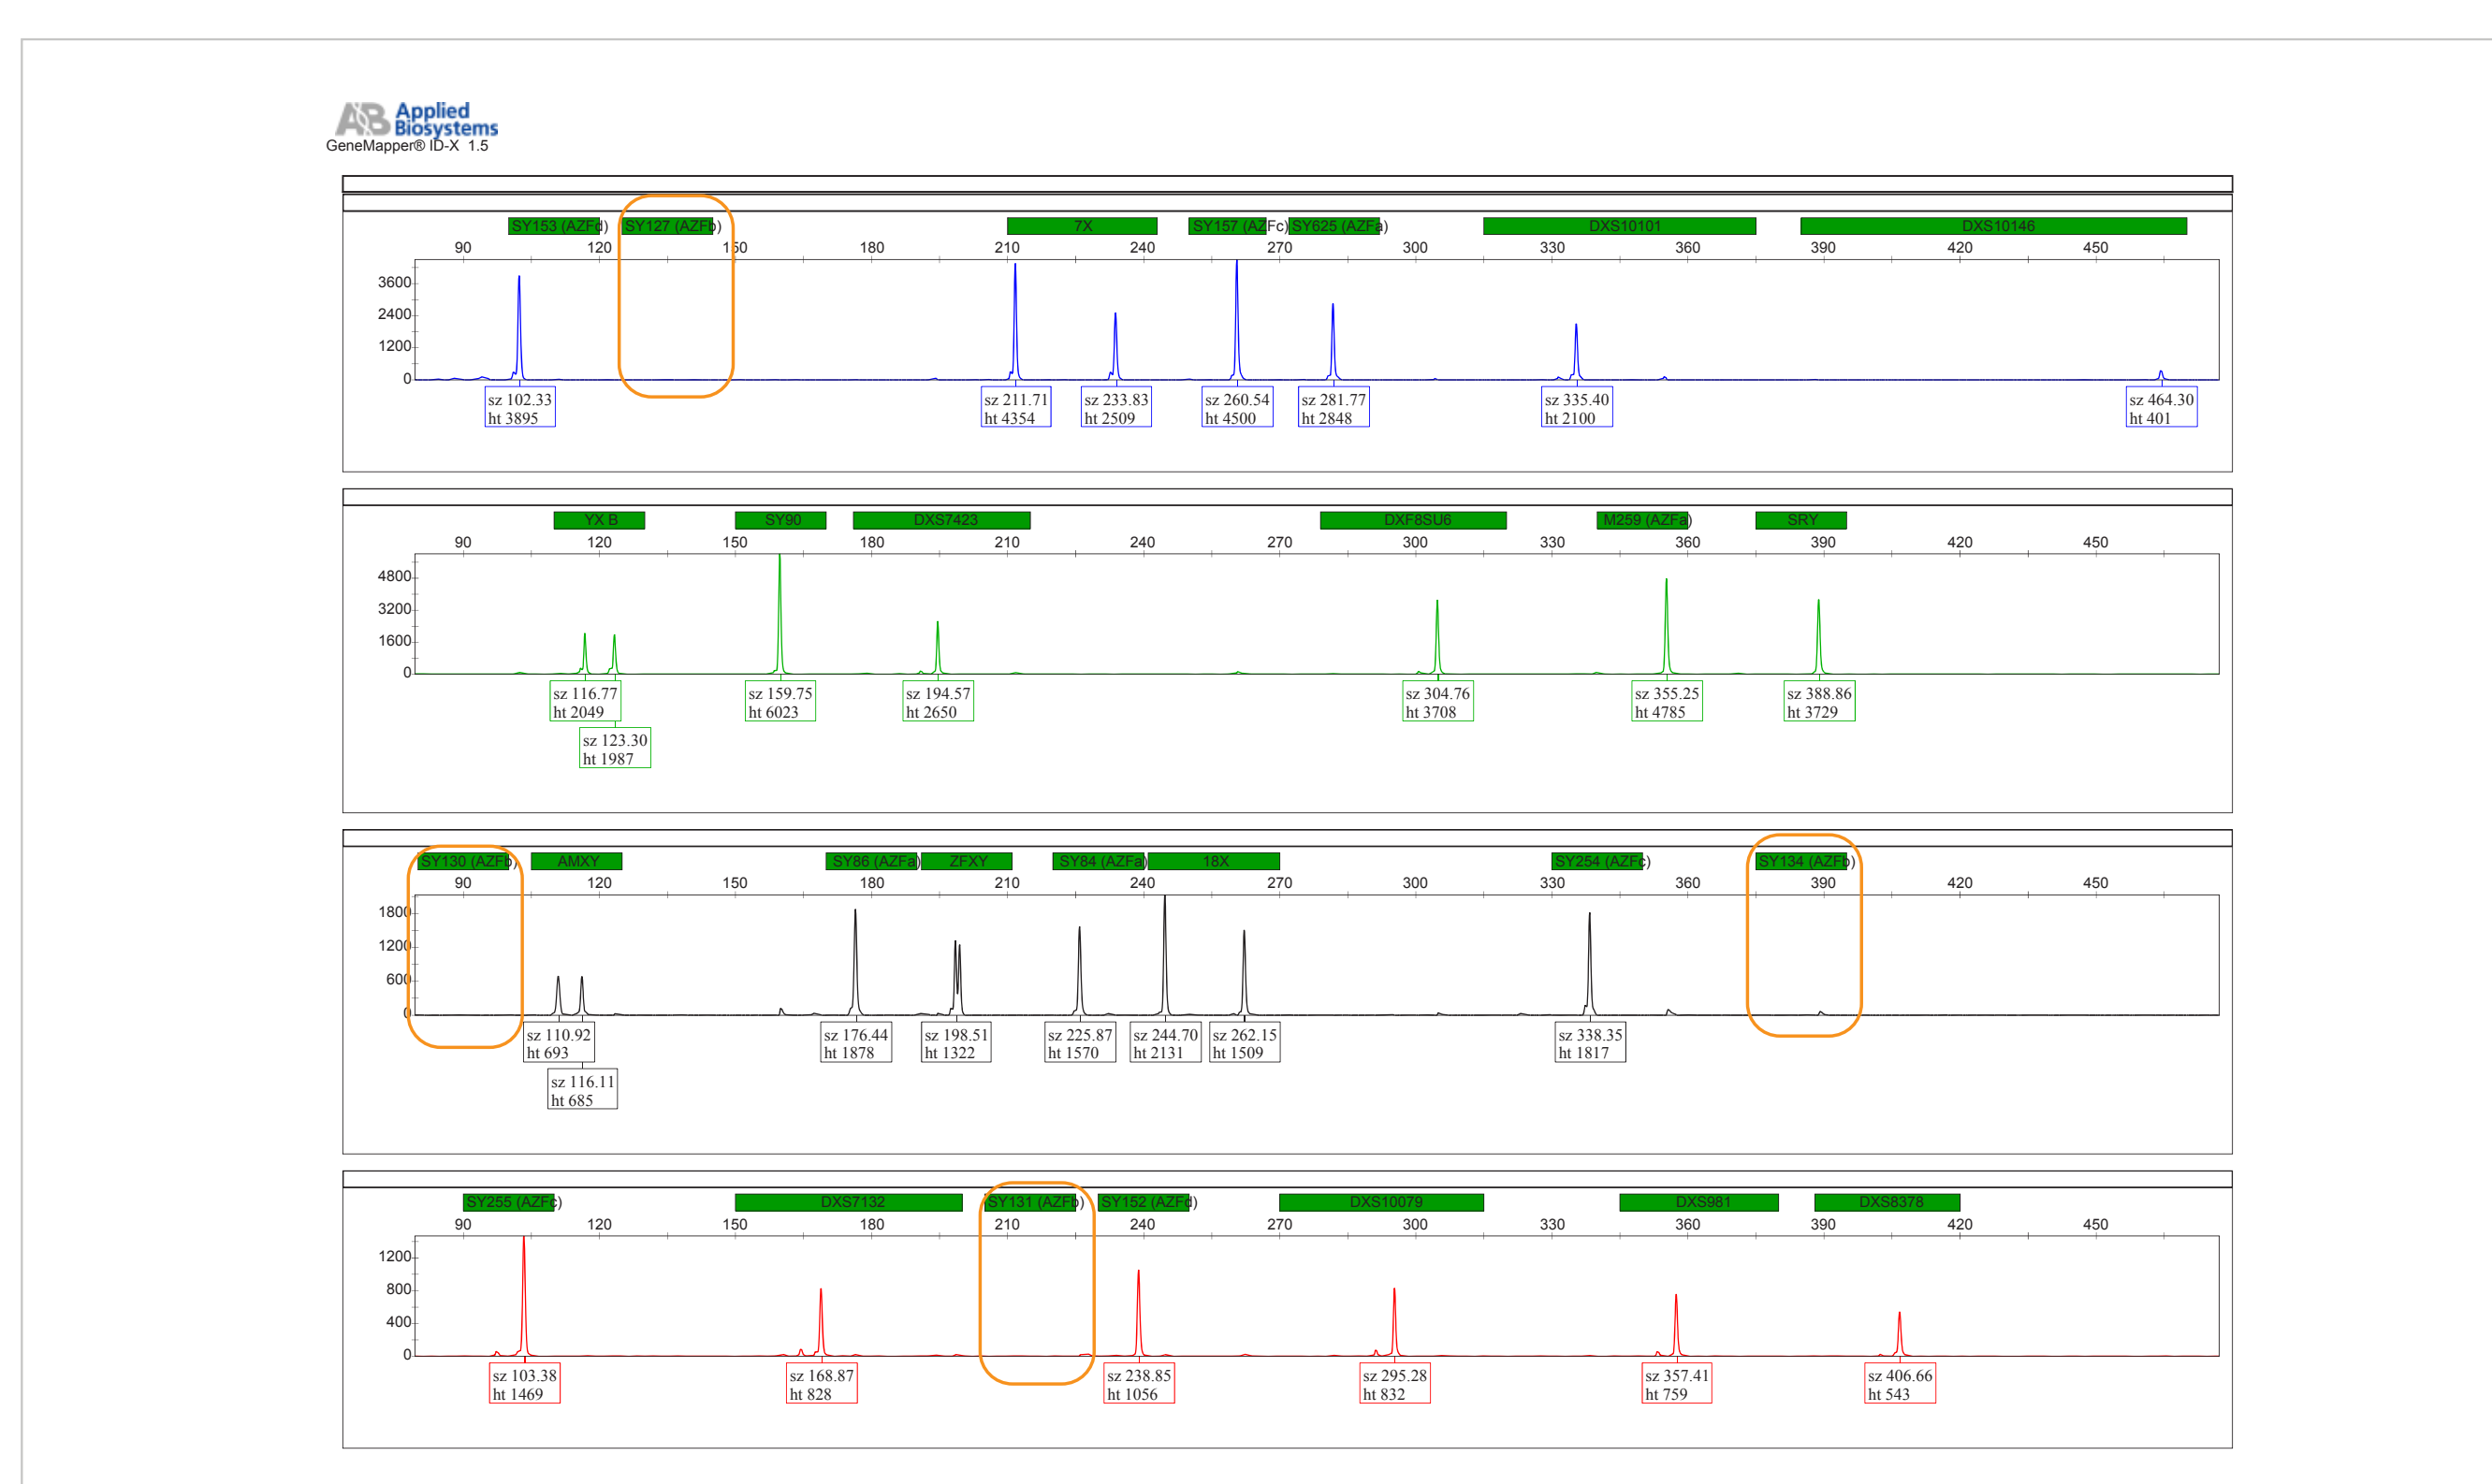 Applied
Biosystems
GeneMapper® ID-X 1.5
SY153 (AZFd) SY127 (AZFb) 7X SY157 (AZFc) SY625 (AZFa) DXS10101 DXS10146
90 120 150 180 210 240 270 300 330 360 390 420 450
3600
2400
1200
0
sz 102.33 sz 211.71 sz 233.83 sz 260.54 sz 281.77 sz 335.40 sz 464.30
ht 3895 ht 4354 ht 2509 ht 4500 ht 2848 ht 2100 ht 401
YX B SY90 DXS7423 DXF8SU6 M259 (AZFa) SRY
90 120 150 180 210 240 270 300 330 360 390 420 450
4800
3200
1600
0
sz 116.77 sz 159.75 sz 194.57 sz 304.76 sz 355.25 sz 388.86
ht 2049 ht 6023 ht 2650 ht 3708 ht 4785 ht 3729
sz 123.30
ht 1987
SY130 (AZFb) AMXY SY86 (AZFa) ZFXY SY84 (AZFa) 18X SY254 (AZFc) SY134 (AZFb)
90 120 150 180 210 240 270 300 330 360 390 420 450
1800
1200
600
0
sz 110.92 sz 176.44 sz 198.51 sz 225.87 sz 244.70 sz 262.15 sz 338.35
ht 693 ht 1878 ht 1322 ht 1570 ht 2131 ht 1509 ht 1817
sz 116.11
ht 685
SY255 (AZFc) DXS7132 SY131 (AZFb) SY152 (AZFd) DXS10079 DXS981 DXS8378
90 120 150 180 210 240 270 300 330 360 390 420 450
1200
800
400
0
sz 103.38 sz 168.87 sz 238.85 sz 295.28 sz 357.41 sz 406.66
ht 1469 ht 828 ht 1056 ht 832 ht 759 ht 543